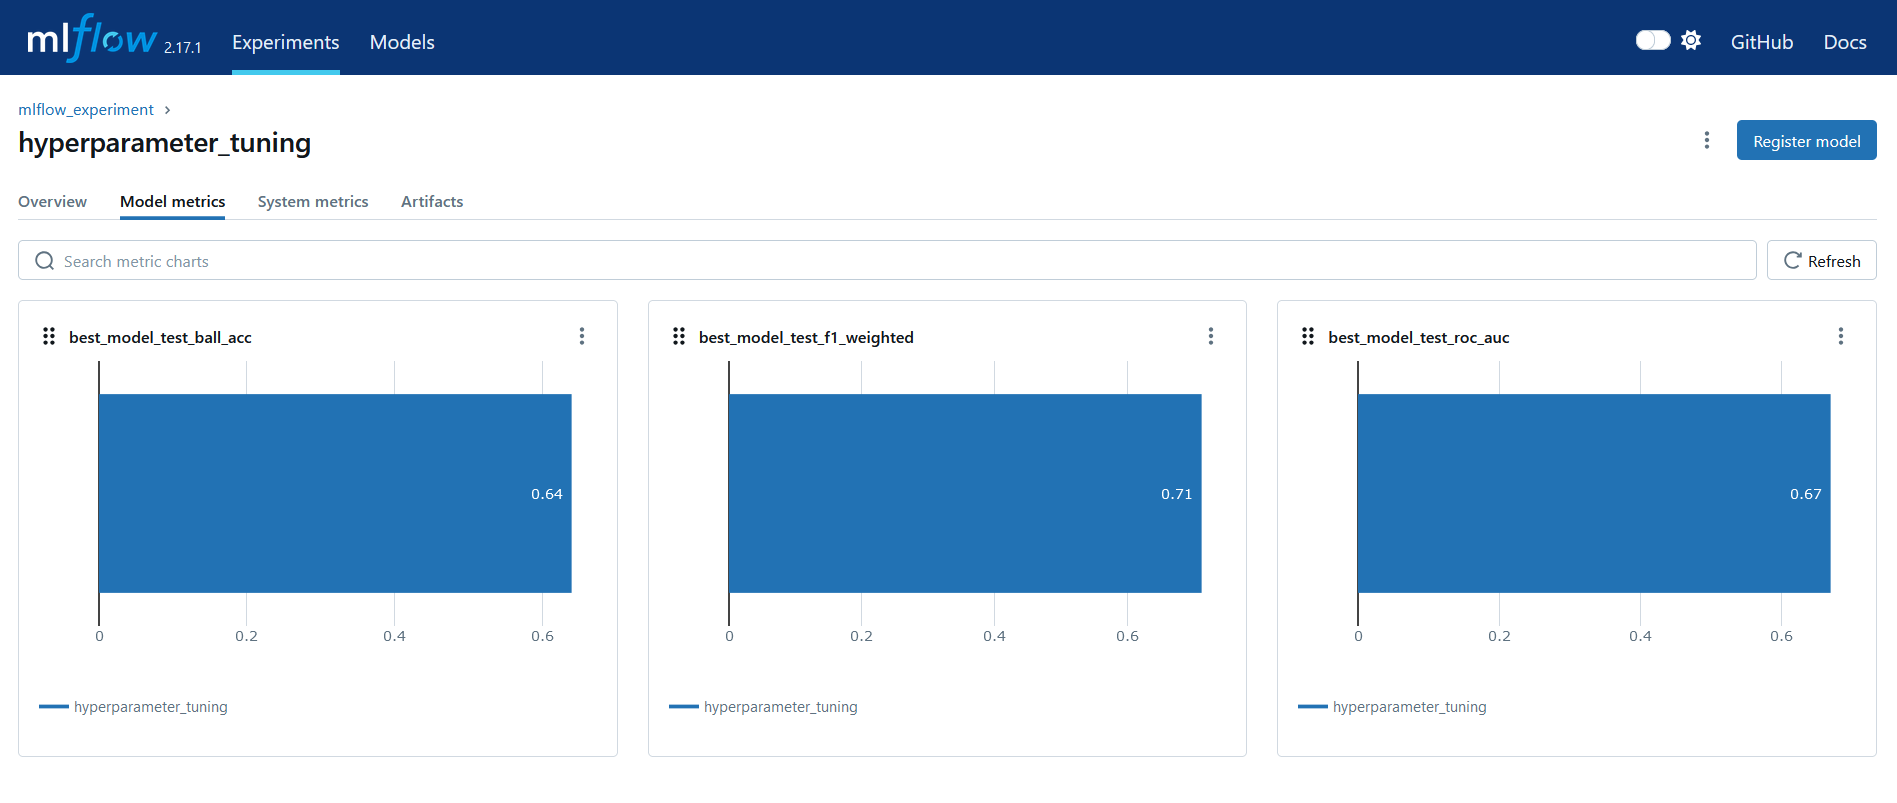 mlflow 2.17.1 Experiments Models GitHub Docs
mlflow_experiment
hyperparameter_tuning
Register model
Overview Model metrics System metrics Artifacts
Search metric charts
Refresh
best_model_test_ball_acc
0.64
0 0.2 0.4 0.6
hyperparameter_tuning
best_model_test_f1_weighted
0.71
0 0.2 0.4 0.6
hyperparameter_tuning
best_model_test_roc_auc
0.67
0 0.2 0.4 0.6
hyperparameter_tuning